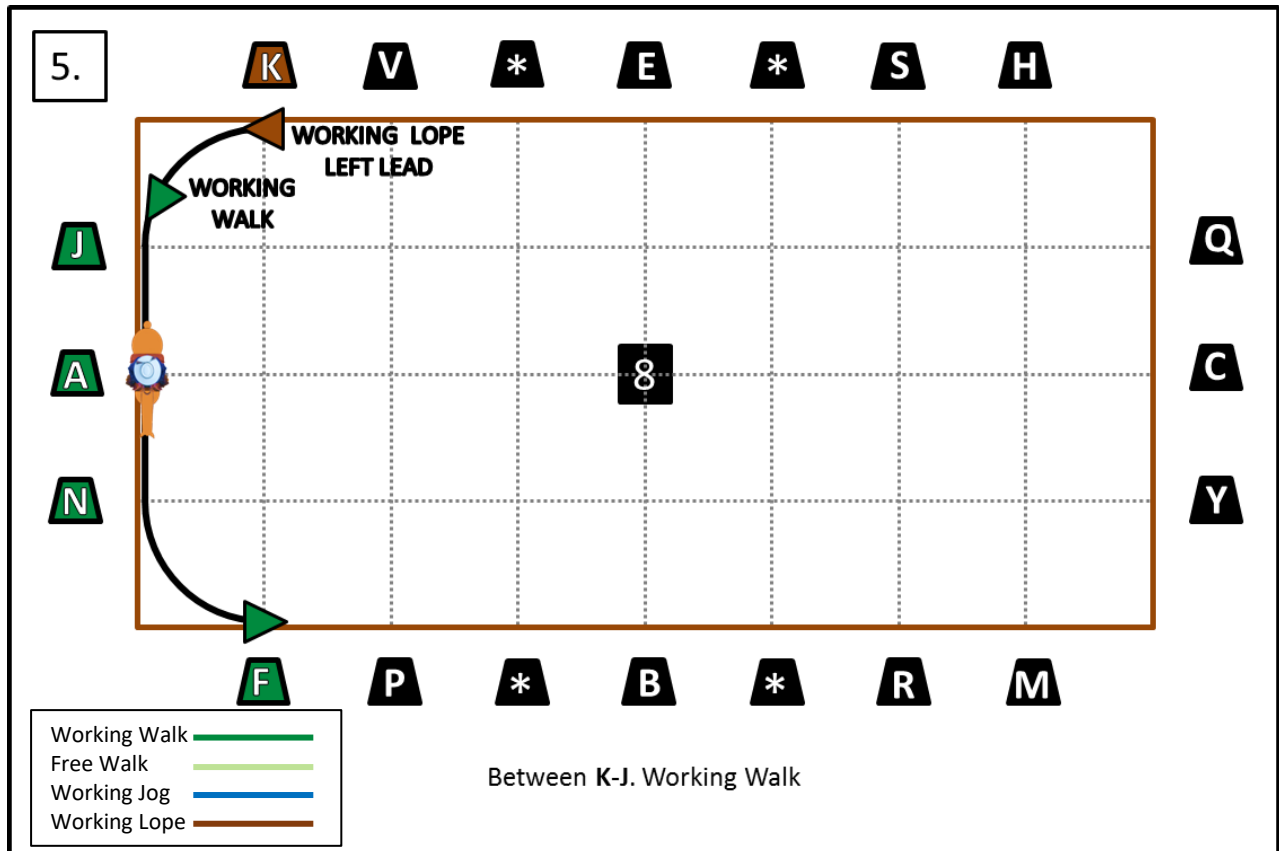 5.
K V * E * S H
WORKING LOPE
LEFT LEAD
WORKING
WALK
J Q
A 8 C
N Y
F P * B * R M
Working Walk
Free Walk
Working Jog
Working Lope
Between K-J. Working Walk